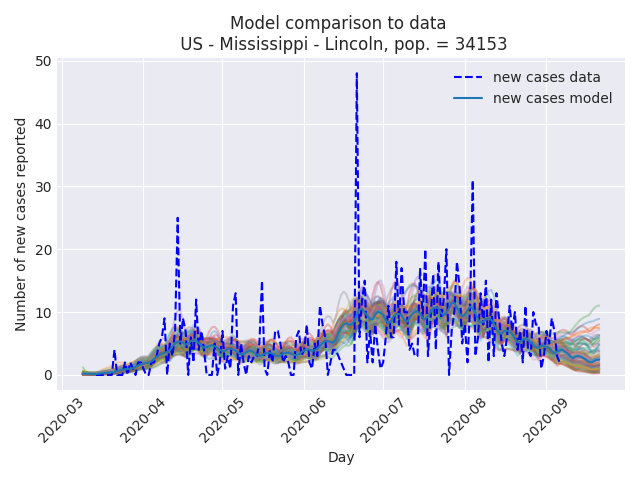 Model comparison to data
US - Mississippi - Lincoln, pop. = 34153
new cases data
new cases model
Number of new cases reported
50
40
30
20
10
0
2020-03
2020-04
2020-05
2020-06
2020-07
2020-08
2020-09
Day